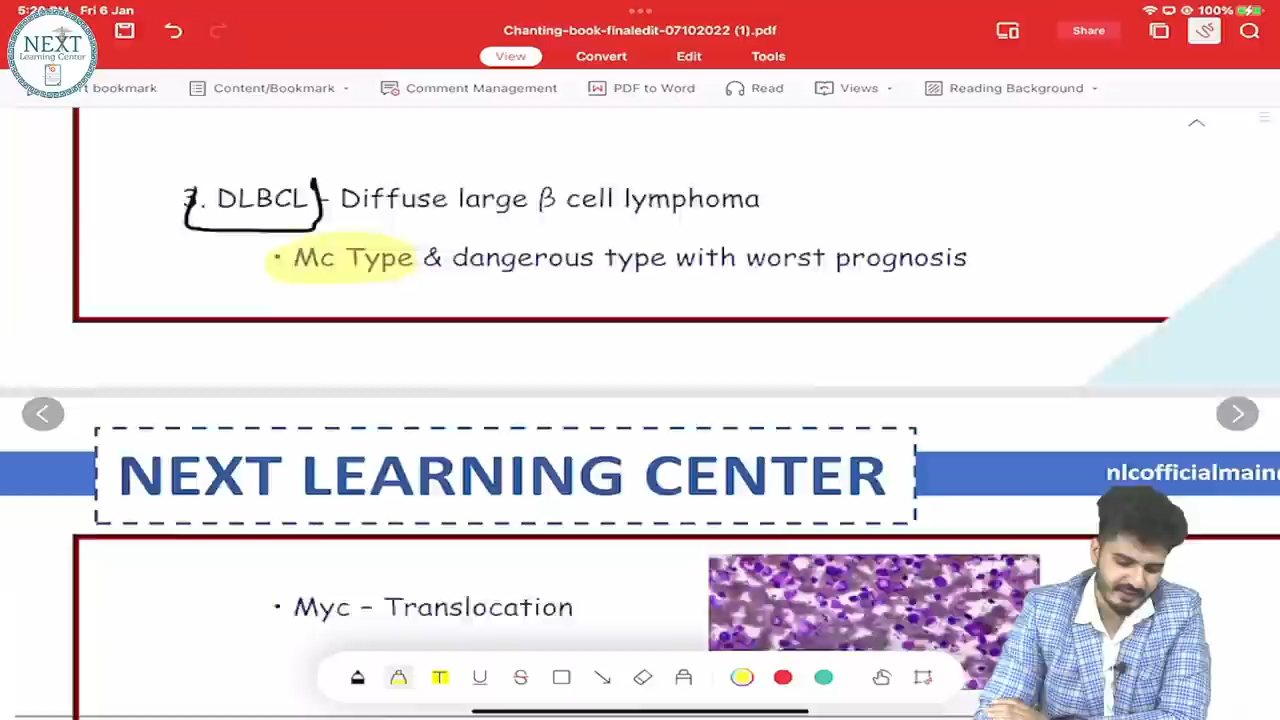 5:20 PM Fri 6 Jan
100%
NEXT
Learning Center
Chanting-book-finaledit-07102022 (1).pdf
Share
View
Convert
Edit
Tools
bookmark
Content/Bookmark
Comment Management
PDF to Word
Read
Views
Reading Background
3. DLBCL - Diffuse large β cell lymphoma
• Mc Type & dangerous type with worst prognosis
NEXT LEARNING CENTER
• Myc - Translocation
T
U
S